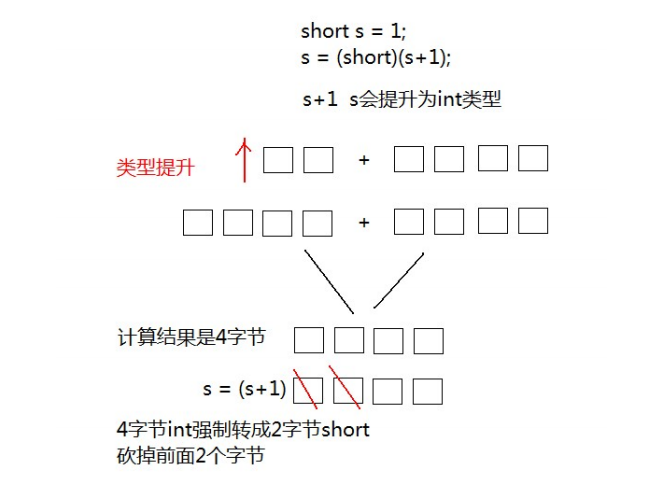 short s = 1;
s = (short)(s+1);
s+1 s会提升为int类型
类型提升
+
+
计算结果是4字节
s = (s+1)
4字节int强制转成2字节short
砍掉前面2个字节